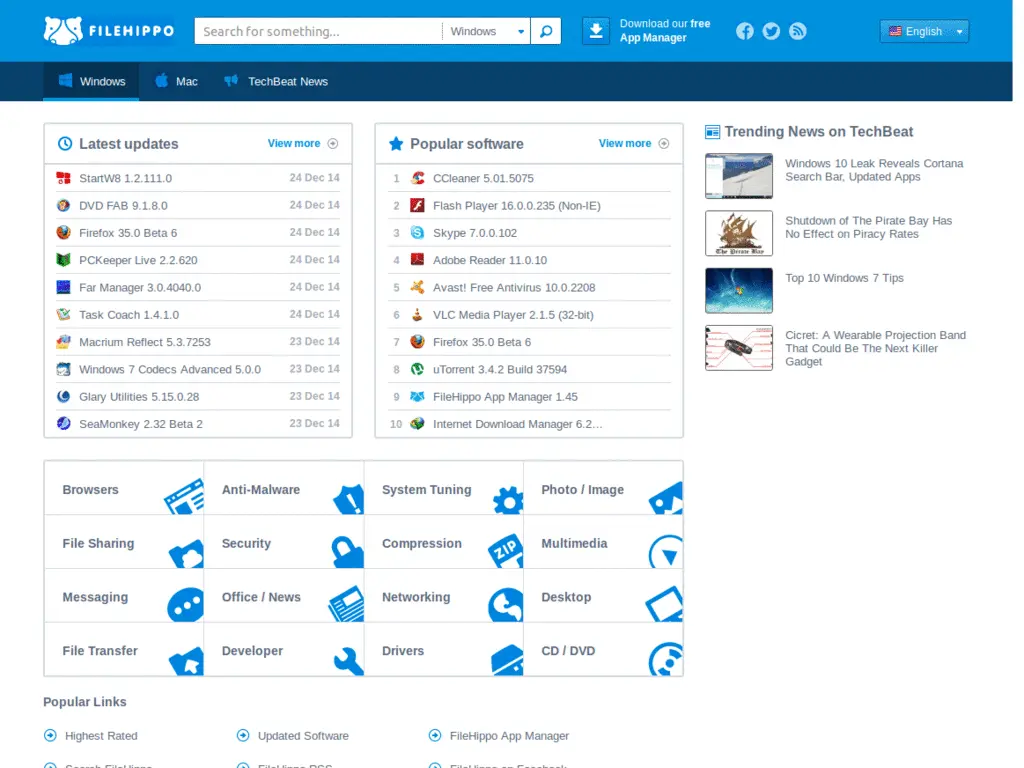 FILEHIPPO
Search for something...
Windows
Download our free
App Manager
English
Windows
Mac
TechBeat News
Latest updates
View more
StartW8 1.2.111.0
24 Dec 14
DVD FAB 9.1.8.0
24 Dec 14
Firefox 35.0 Beta 6
24 Dec 14
PCKeeper Live 2.2.620
24 Dec 14
Far Manager 3.0.4040.0
24 Dec 14
Task Coach 1.4.1.0
24 Dec 14
Macrium Reflect 5.3.7253
23 Dec 14
Windows 7 Codecs Advanced 5.0.0
23 Dec 14
Glary Utilities 5.15.0.28
23 Dec 14
SeaMonkey 2.32 Beta 2
23 Dec 14
Popular software
View more
1 CCleaner 5.01.5075
2 Flash Player 16.0.0.235 (Non-IE)
3 Skype 7.0.0.102
4 Adobe Reader 11.0.10
5 Avast! Free Antivirus 10.0.2208
6 VLC Media Player 2.1.5 (32-bit)
7 Firefox 35.0 Beta 6
8 uTorrent 3.4.2 Build 37594
9 FileHippo App Manager 1.45
10 Internet Download Manager 6.2...
Trending News on TechBeat
Windows 10 Leak Reveals Cortana
Search Bar, Updated Apps
The Pirate Bay
Shutdown of The Pirate Bay Has
No Effect on Piracy Rates
Top 10 Windows 7 Tips
Cicret: A Wearable Projection Band
That Could Be The Next Killer
Gadget
Browsers
Anti-Malware
System Tuning
Photo / Image
File Sharing
Security
Compression
ZIP
Multimedia
Messaging
Office / News
Networking
Desktop
File Transfer
Developer
Drivers
CD / DVD
Popular Links
Highest Rated
Updated Software
FileHippo App Manager
Search FileHippo
FileHippo RSS
FileHippo on Facebook